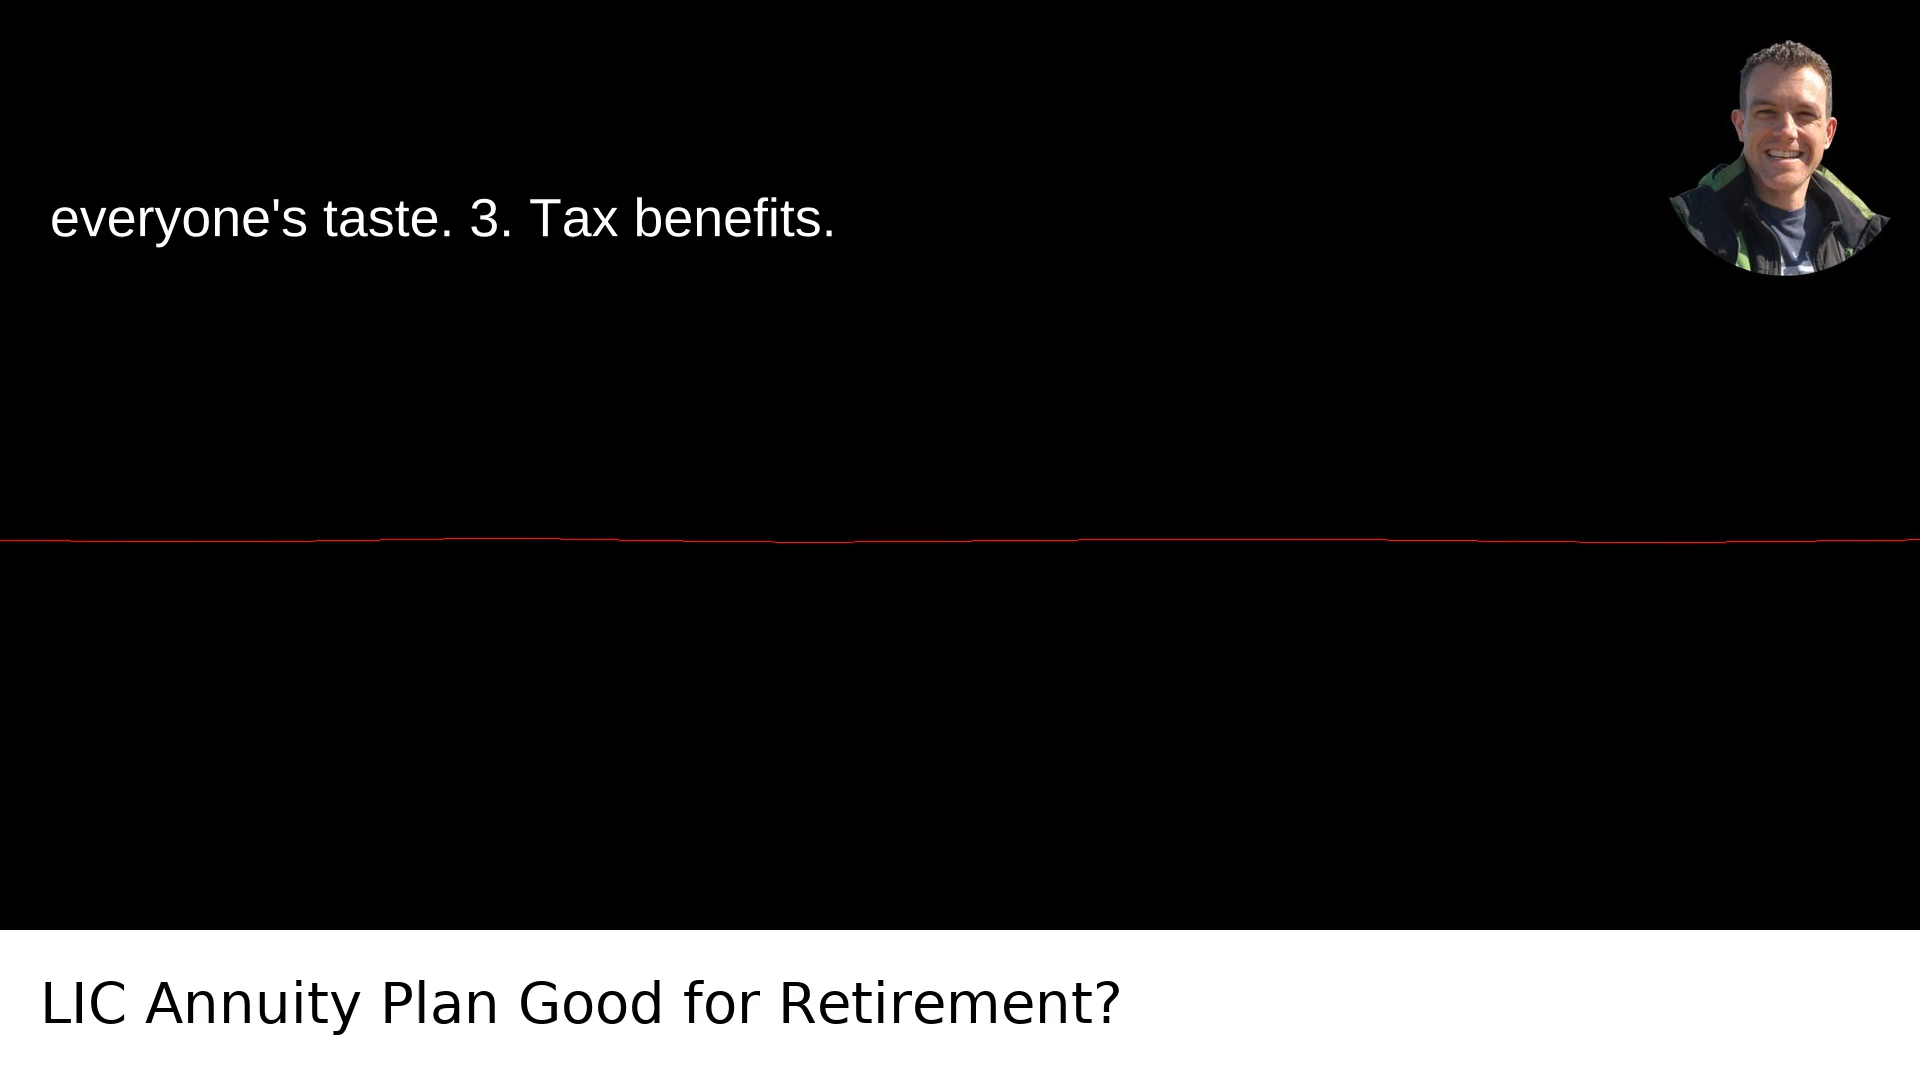 everyone's taste. 3. Tax benefits.
LIC Annuity Plan Good for Retirement?